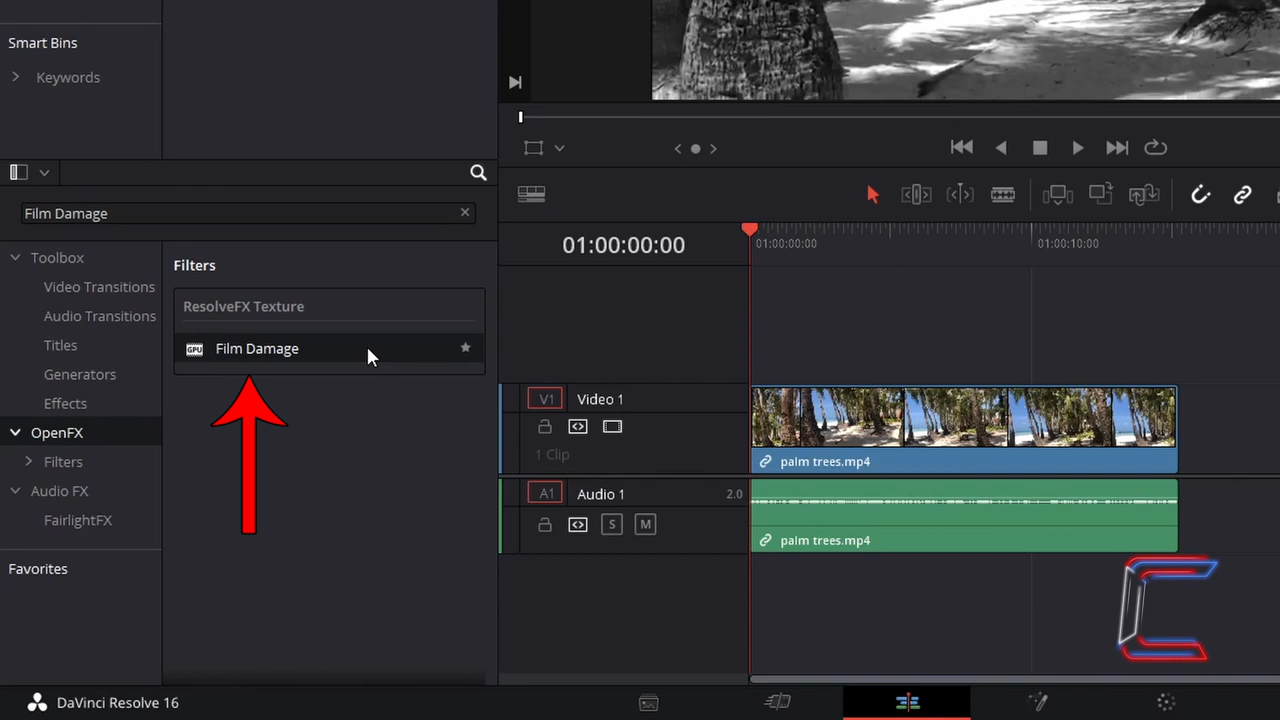 Smart Bins
Keywords
Film Damage
Toolbox
Video Transitions
Audio Transitions
Titles
Generators
Effects
OpenFX
Filters
Audio FX
FairlightFX
Favorites
Filters
ResolveFX Texture
GPU
Film Damage
01:00:00:00
01:00:00:00
01:00:10:00
V1
Video 1
1 Clip
palm trees.mp4
A1
Audio 1
2.0
S
M
palm trees.mp4
C
DaVinci Resolve 16